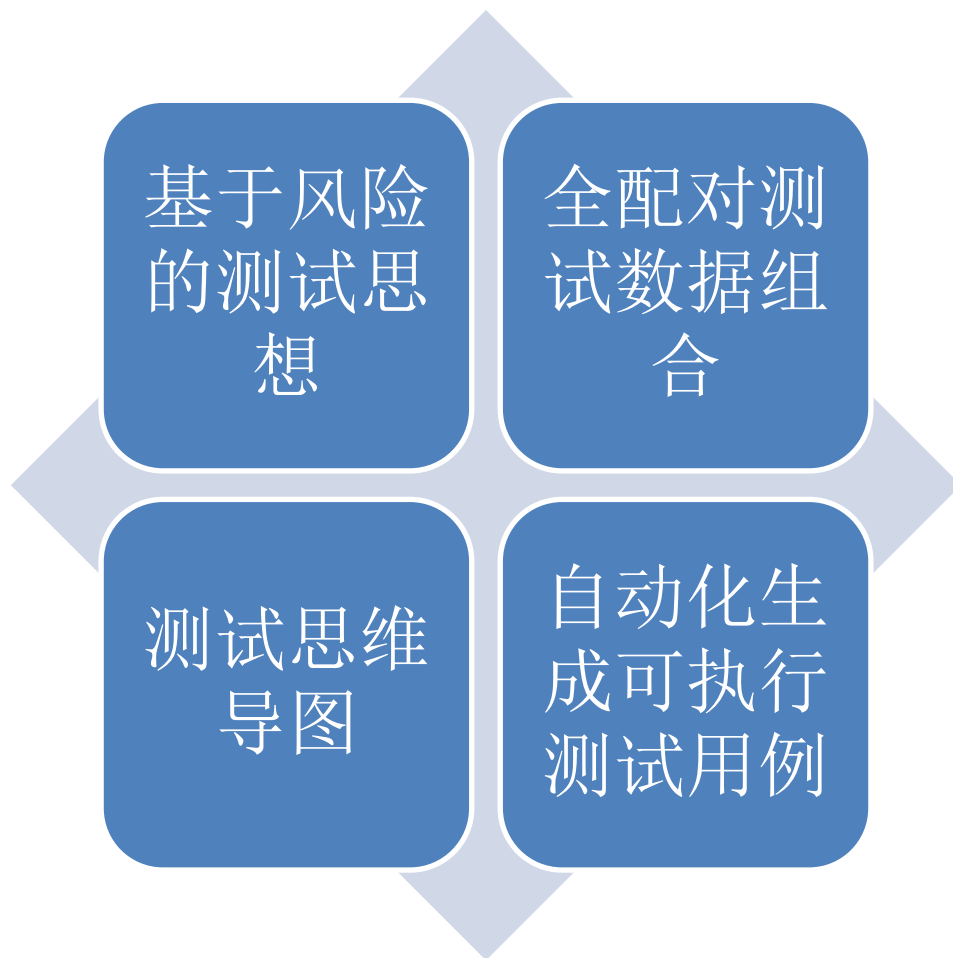 基于风险
的测试思
想
全配对测
试数据组
合
测试思维
导图
自动化生
成可执行
测试用例